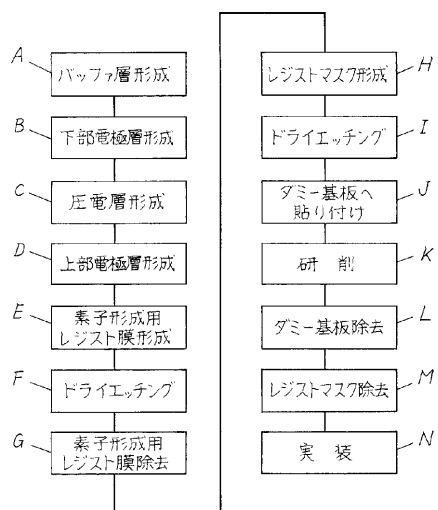 A
バッファ層形成
B
下部電極層形成
C
圧電層形成
D
上部電極層形成
E
素子形成用
レジスト膜形成
F
ドライエッチング
G
素子形成用
レジスト膜除去
H
レジストマスク形成
I
ドライエッチング
J
ダミー基板へ
貼り付け
K
研削
L
ダミー基板除去
M
レジストマスク除去
N
実装